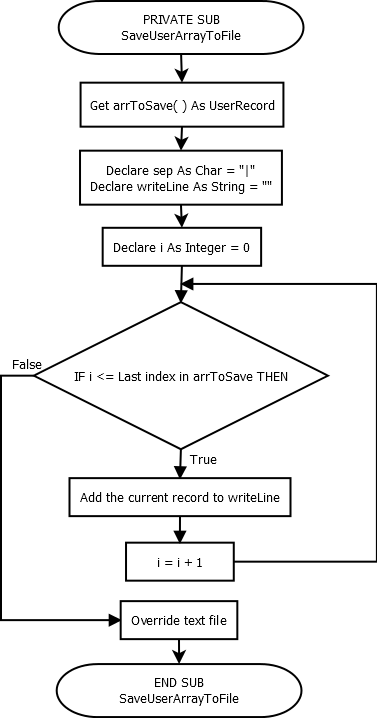 PRIVATE SUB
SaveUserArrayToFile
Get arrToSave( ) As UserRecord
Declare sep As Char = "|"
Declare writeLine As String = ""
Declare i As Integer = 0
False
IF i <= Last index in arrToSave THEN
True
Add the current record to writeLine
i = i + 1
Override text file
END SUB
SaveUserArrayToFile